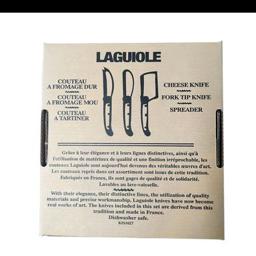 LAGUIOLE
COUTEAU
A FROMAGE DUR
COUTEAU
A FROMAGE MOU
COUTEAU
A TARTINER
CHEESE KNIFE
FORK TIP KNIFE
SPREADER
Grâce à leur élégance et à leurs lignes distinctives, ainsi qu'à
l'utilisation de matériaux de qualité et une finition irréprochable, les
couteaux Laguiole sont aujourd'hui devenus des véritables œuvres d'art.
Les couteaux repris dans cet assortiment sont issus de cette tradition.
Fabriqués en France, ils sont gages de qualité et de solidarité.
Lavables au lave-vaisselle.
With their elegance, their distinctive lines, the utilization of quality
materials and precise workmanship, Laguiole knives have now become
real works of art. The knives included in this set are derived from this
tradition and made in France.
Dishwasher safe.